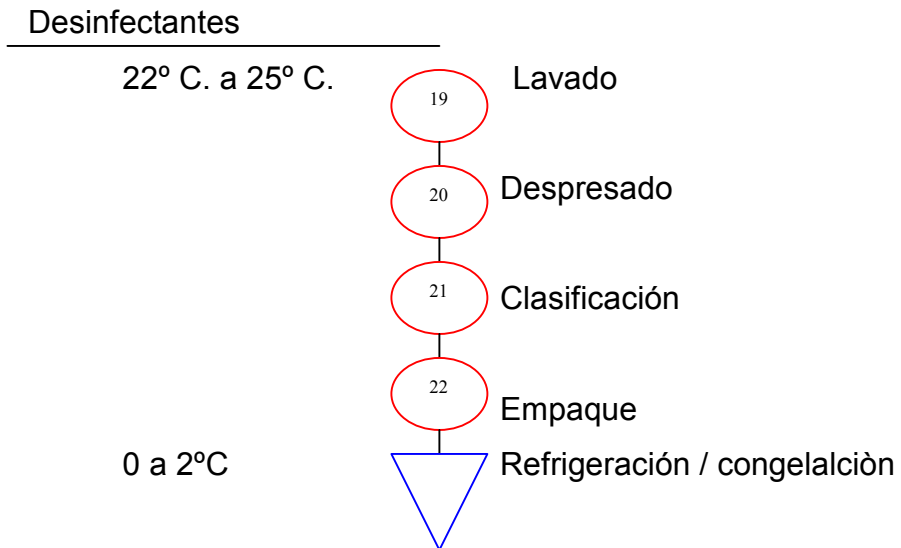 Desinfectantes
22º C. a 25º C.
19
Lavado
20
Despresado
21
Clasificación
22
Empaque
0 a 2ºC
Refrigeración / congelalciòn